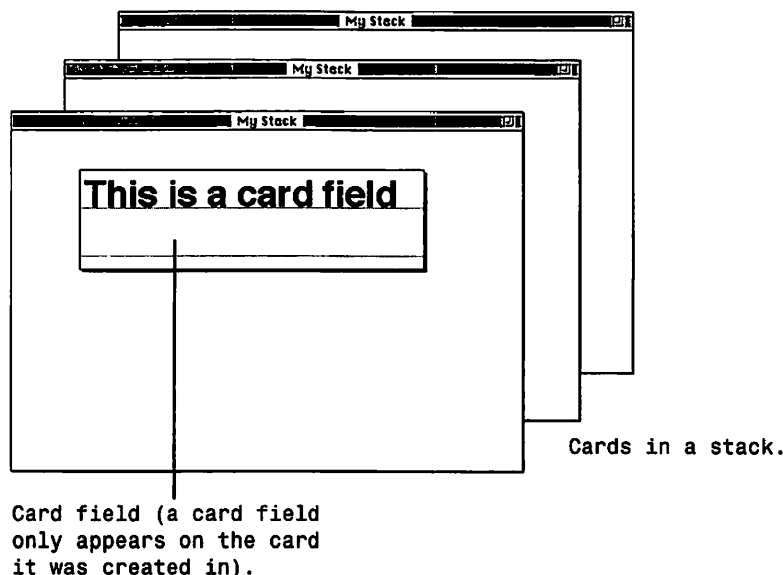 My Stack
My Stack
My Stack
This is a card field
Cards in a stack.
Card field (a card field
only appears on the card
it was created in).